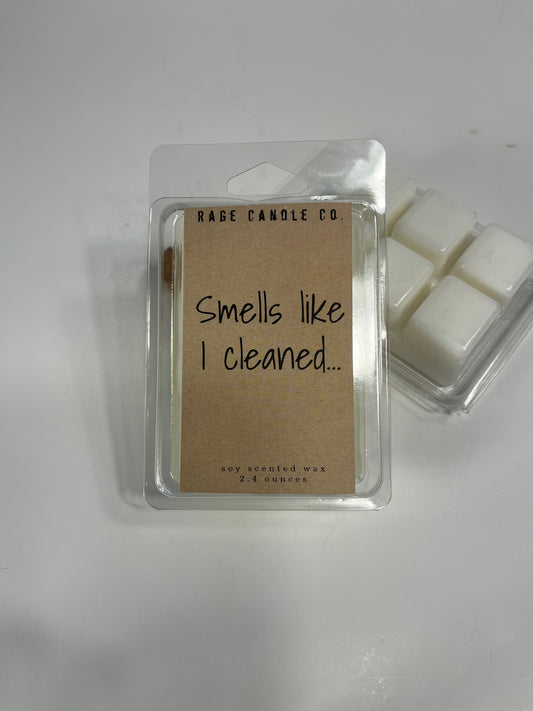 RAGE CANDLE CO.
Smells like
I cleaned...
soy scented wax
2.4 ounces